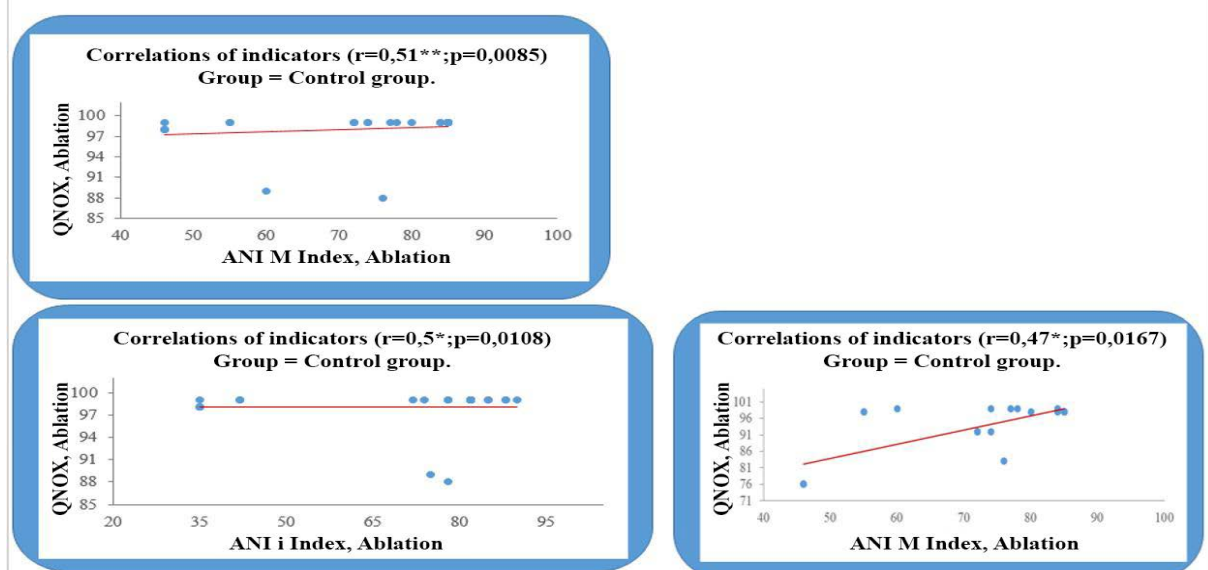 Correlations of indicators (r=0,51**;p=0,0085)
Group = Control group.
QNOX, Ablation
100
97
94
91
88
85
40 50 60 70 80 90 100
ANI M Index, Ablation
Correlations of indicators (r=0,5*;p=0,0108)
Group = Control group.
QNOX, Ablation
100
97
94
91
88
85
20 35 50 65 80 95
ANI i Index, Ablation
Correlations of indicators (r=0,47*;p=0,0167)
Group = Control group.
QNOX, Ablation
101
96
91
86
81
76
71
40 50 60 70 80 90 100
ANI M Index, Ablation